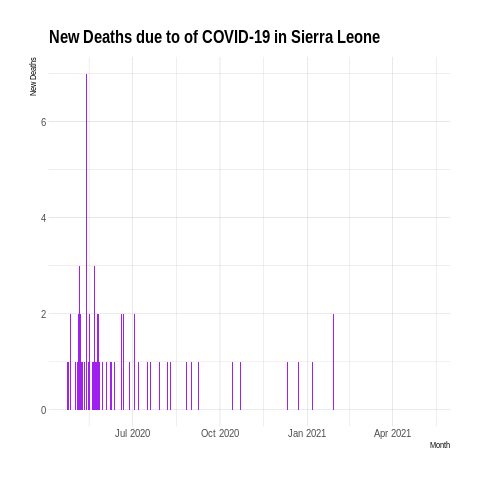 New Deaths due to of COVID-19 in Sierra Leone
New Deaths
6
4
2
0
Jul 2020 Oct 2020 Jan 2021 Apr 2021
Month